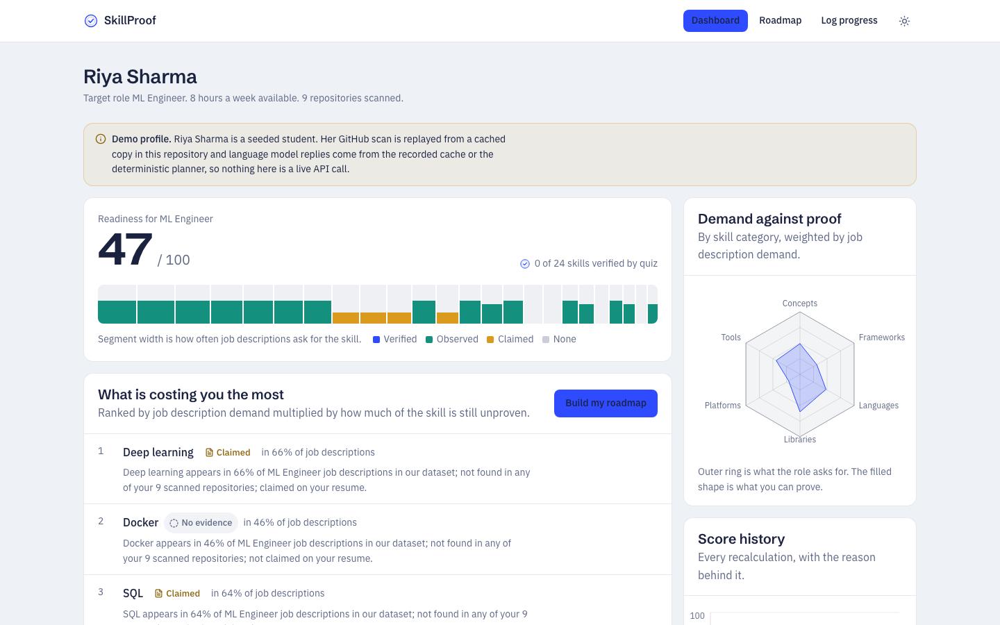 SkillProof
Dashboard
Roadmap
Log progress
Riya Sharma
Target role ML Engineer. 8 hours a week available. 9 repositories scanned.
Demo profile. Riya Sharma is a seeded student. Her GitHub scan is replayed from a cached
copy in this repository and language model replies come from the recorded cache or the
deterministic planner, so nothing here is a live API call.
Readiness for ML Engineer
47 / 100
0 of 24 skills verified by quiz
Segment width is how often job descriptions ask for the skill.
Verified
Observed
Claimed
None
What is costing you the most
Ranked by job description demand multiplied by how much of the skill is still unproven.
Build my roadmap
1
Deep learning
Claimed
in 66% of job descriptions
Deep learning appears in 66% of ML Engineer job descriptions in our dataset; not found in any
of your 9 scanned repositories; claimed on your resume.
2
Docker
No evidence
in 46% of job descriptions
Docker appears in 46% of ML Engineer job descriptions in our dataset; not found in any of
your 9 scanned repositories; not claimed on your resume.
3
SQL
Claimed
in 64% of job descriptions
SQL appears in 64% of ML Engineer job descriptions in our dataset; not found in any of your 9
Demand against proof
By skill category, weighted by job
description demand.
Concepts
Tools
Frameworks
Platforms
Languages
Libraries
Outer ring is what the role asks for. The filled
shape is what you can prove.
Score history
Every recalculation, with the reason
behind it.
100